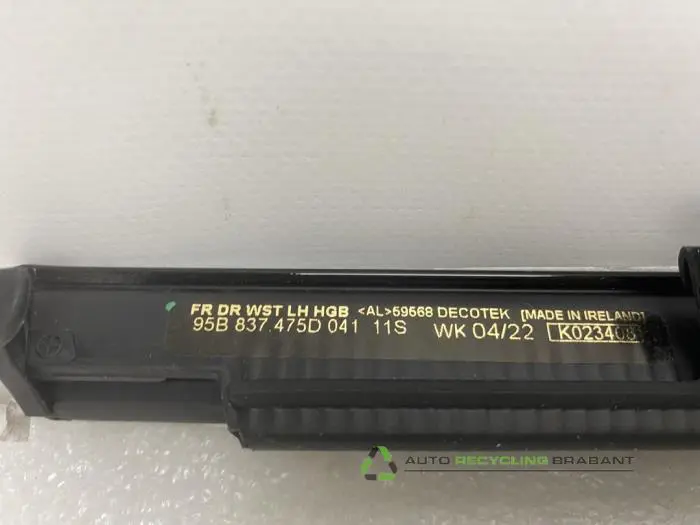 FR DR WST LH HGB <AL>59568 DECOTEK [MADE IN IRELAND]
95B 837.475D 041 11S WK 04/22
AUTO RECYCLING BRABANT